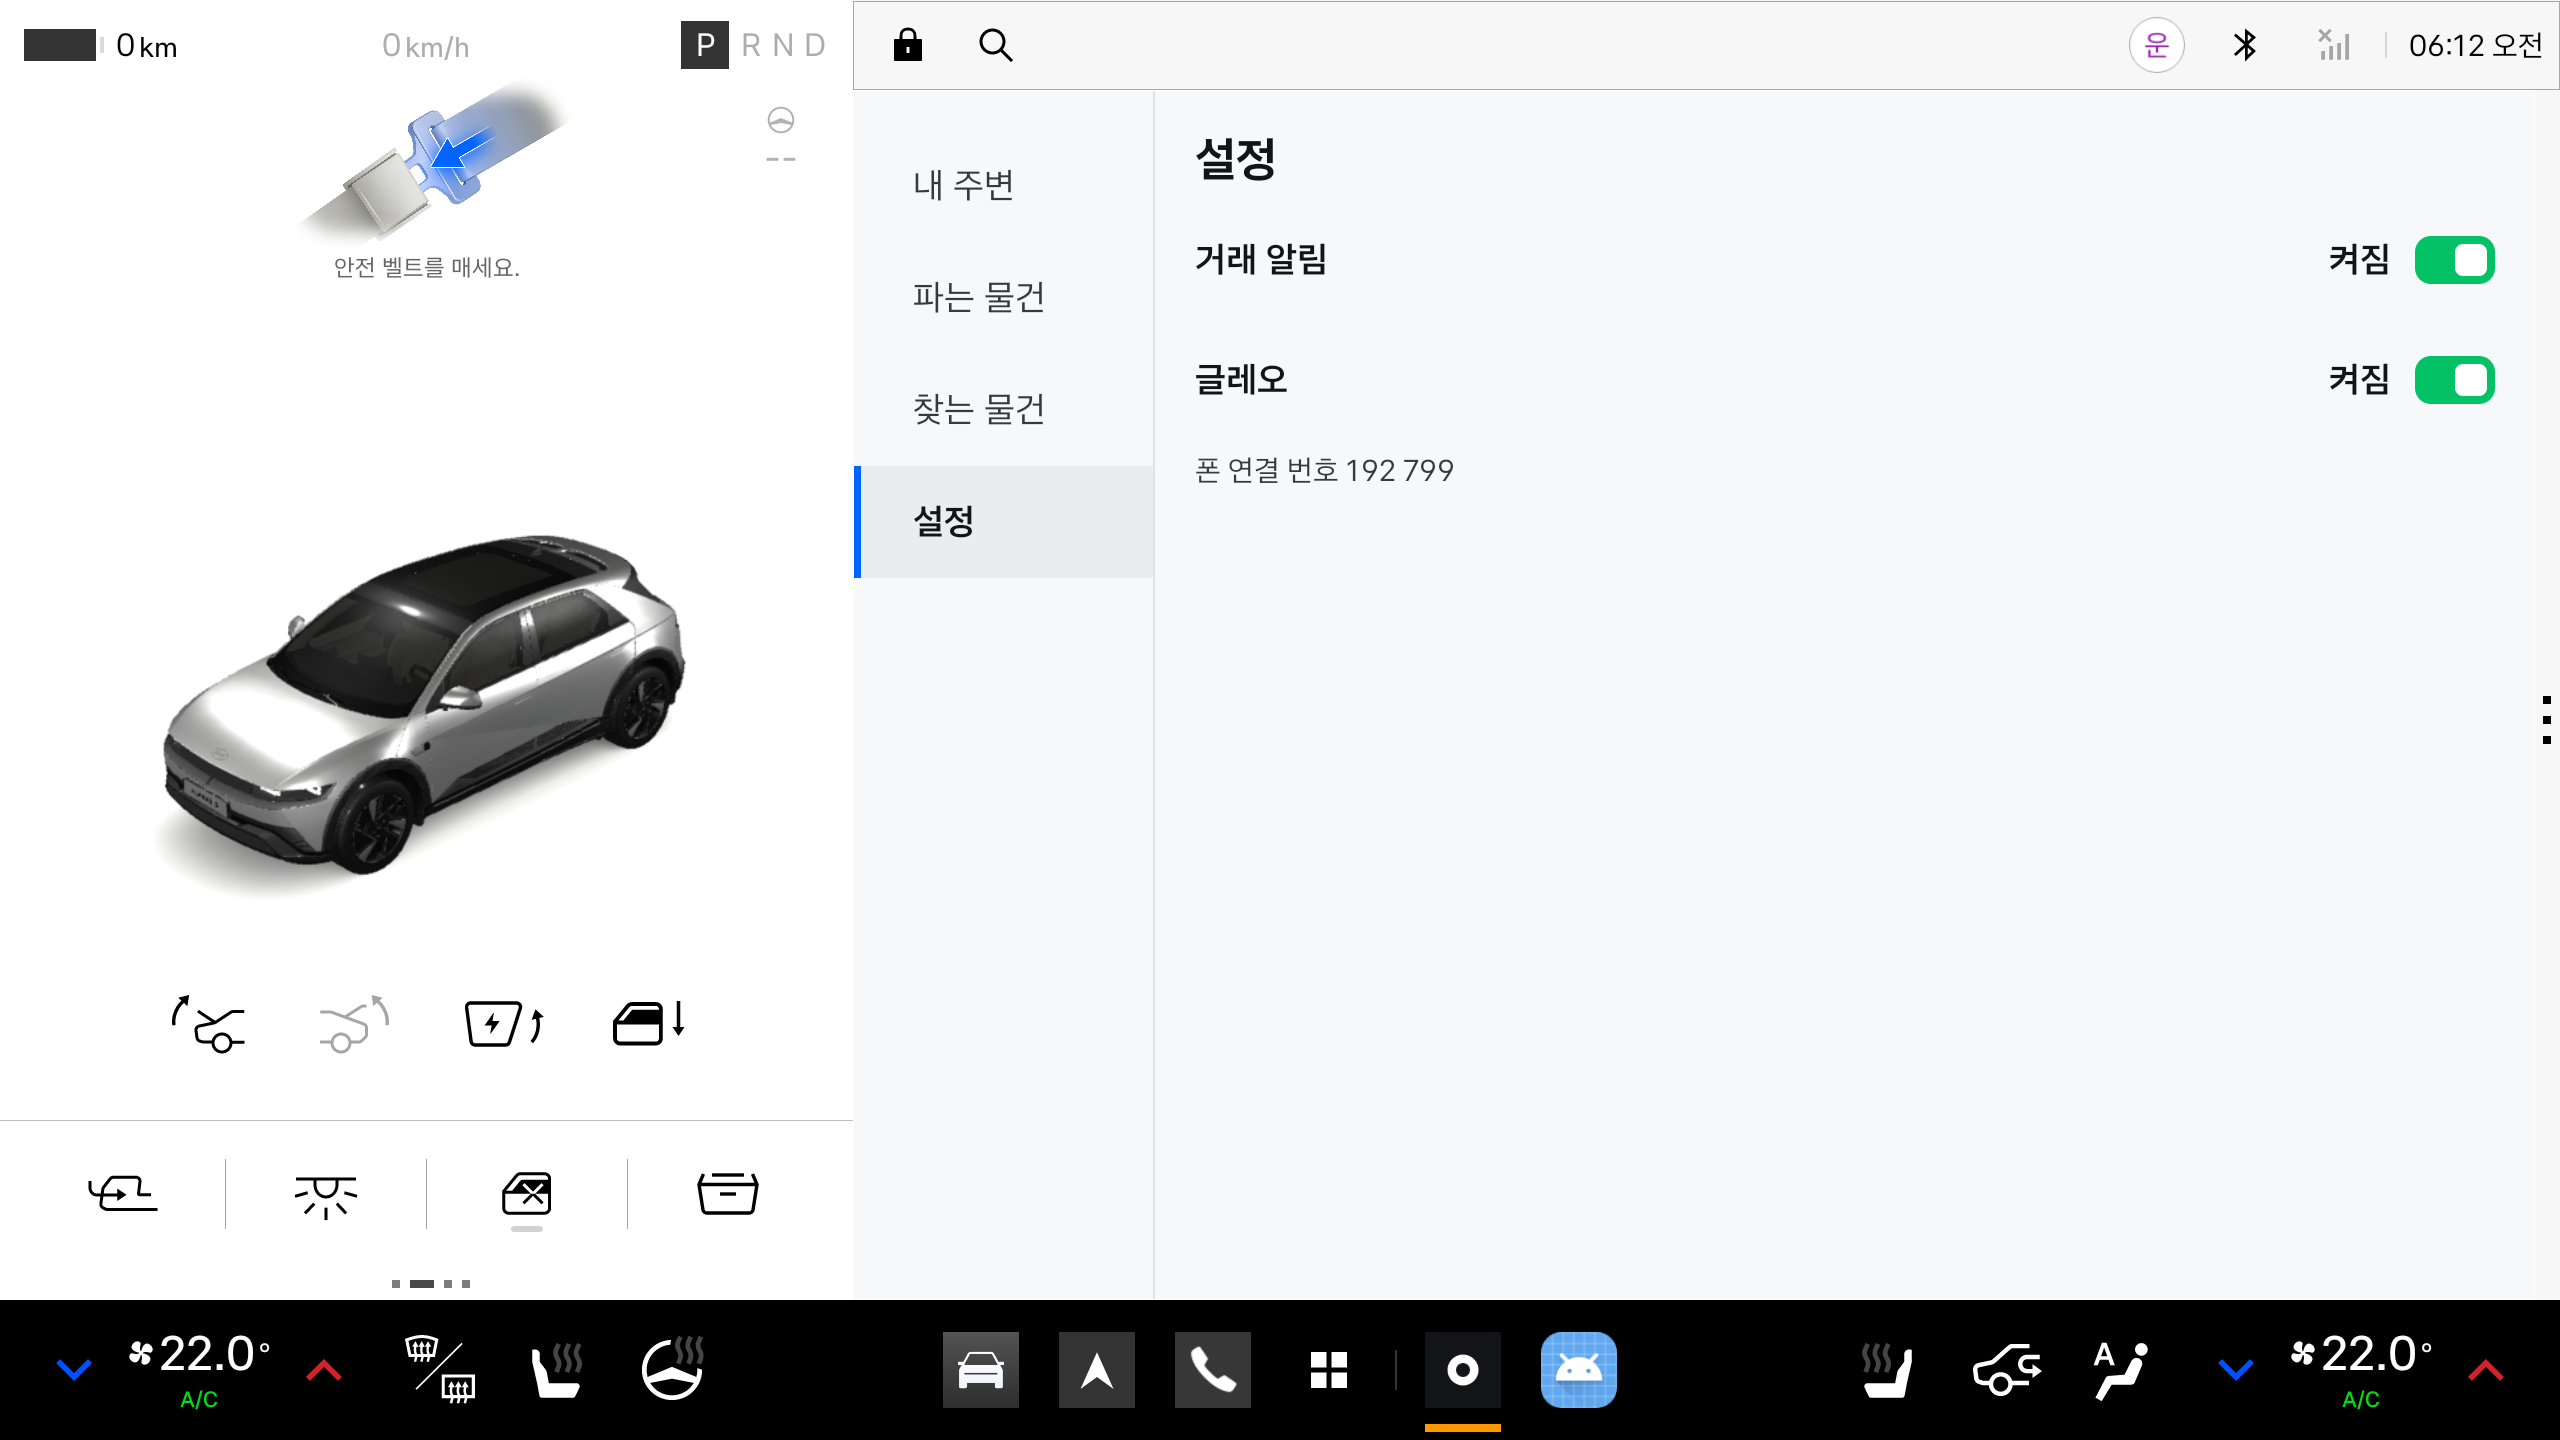 0 km
0 km/h
P R N D
안전 벨트를 매세요.
운
06:12 오전
내 주변
파는 물건
찾는 물건
설정
설정
거래 알림
켜짐
글레오
켜짐
폰 연결 번호 192 799
22.0°
A/C
A
22.0°
A/C